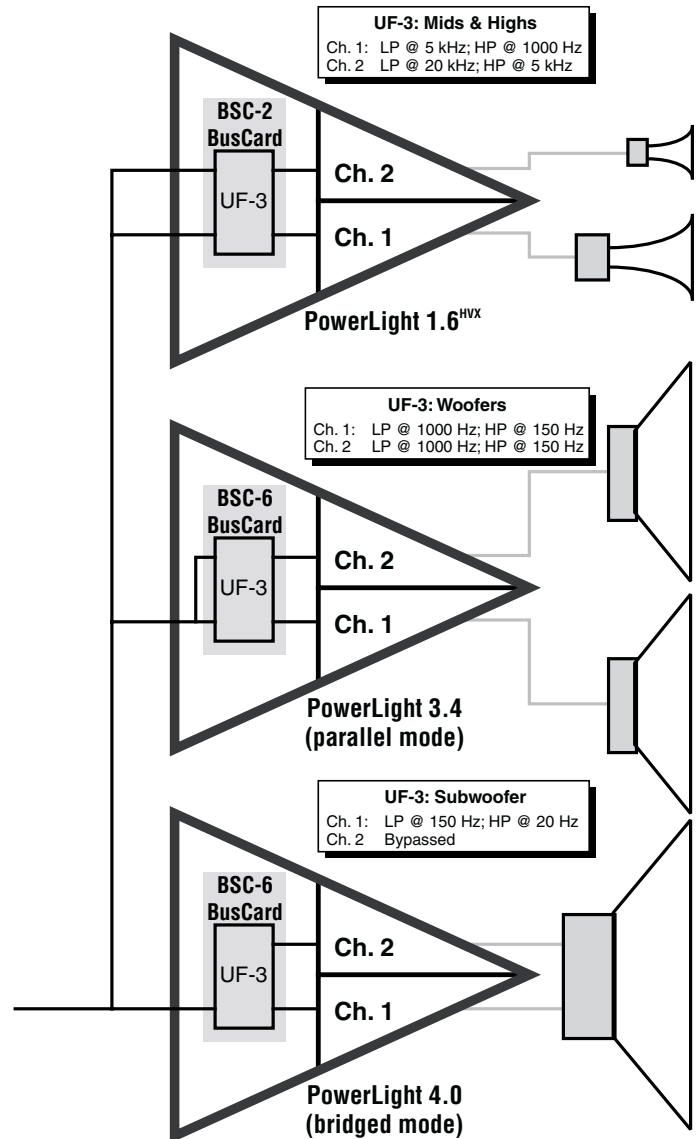 UF-3: Mids & Highs
Ch. 1: LP @ 5 kHz; HP @ 1000 Hz
Ch. 2 LP @ 20 kHz; HP @ 5 kHz
BSC-2
BusCard
UF-3
Ch. 2
Ch. 1
PowerLight 1.6HVX
UF-3: Woofers
Ch. 1: LP @ 1000 Hz; HP @ 150 Hz
Ch. 2 LP @ 1000 Hz; HP @ 150 Hz
BSC-6
BusCard
UF-3
Ch. 2
Ch. 1
PowerLight 3.4
(parallel mode)
UF-3: Subwoofer
Ch. 1: LP @ 150 Hz; HP @ 20 Hz
Ch. 2 Bypassed
BSC-6
BusCard
UF-3
Ch. 2
Ch. 1
PowerLight 4.0
(bridged mode)